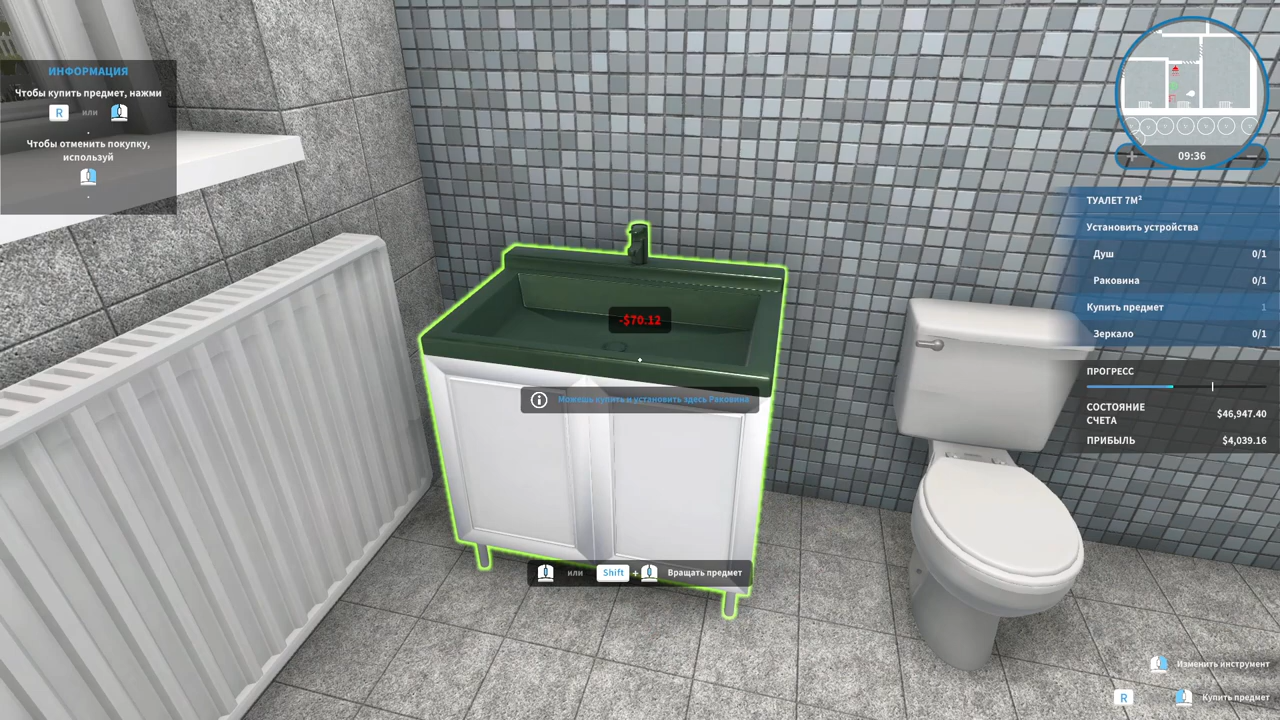 ИНФОРМАЦИЯ
Чтобы купить предмет, нажми
R или
.
Чтобы отменить покупку,
используй
.
09:36
ТУАЛЕТ 7М²
Установить устройства
Душ 0/1
Раковина 0/1
Купить предмет 1
Зеркало 0/1
ПРОГРЕСС
СОСТОЯНИЕ
СЧЕТА $46,947.40
ПРИБЫЛЬ $4,039.16
-$70.12
Можешь купить и установить здесь Раковина
или Shift + Вращать предмет
Изменить инструмент
R Купить предмет